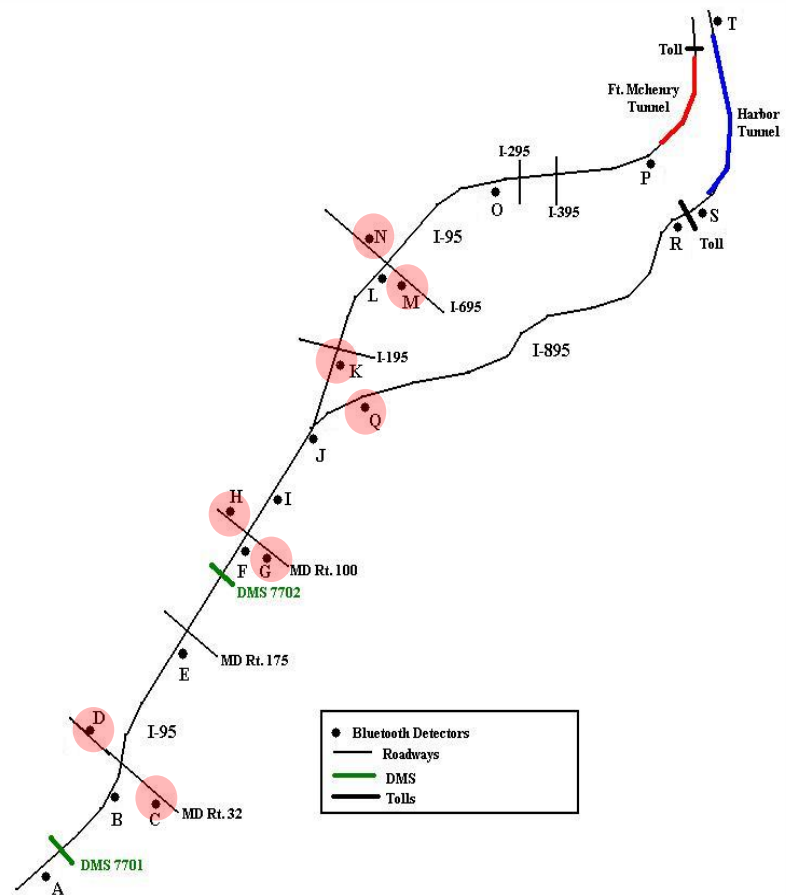 T
Toll
Ft. Mchenry
Tunnel
Harbor
Tunnel
I-295
P
O
I-395
S
R
Toll
N
I-95
L
M
I-695
I-195
K
I-895
Q
J
H
I
F
G
MD Rt. 100
DMS 7702
MD Rt. 175
E
D
I-95
Bluetooth Detectors
Roadways
DMS
Tolls
B
C
MD Rt. 32
DMS 7701
A